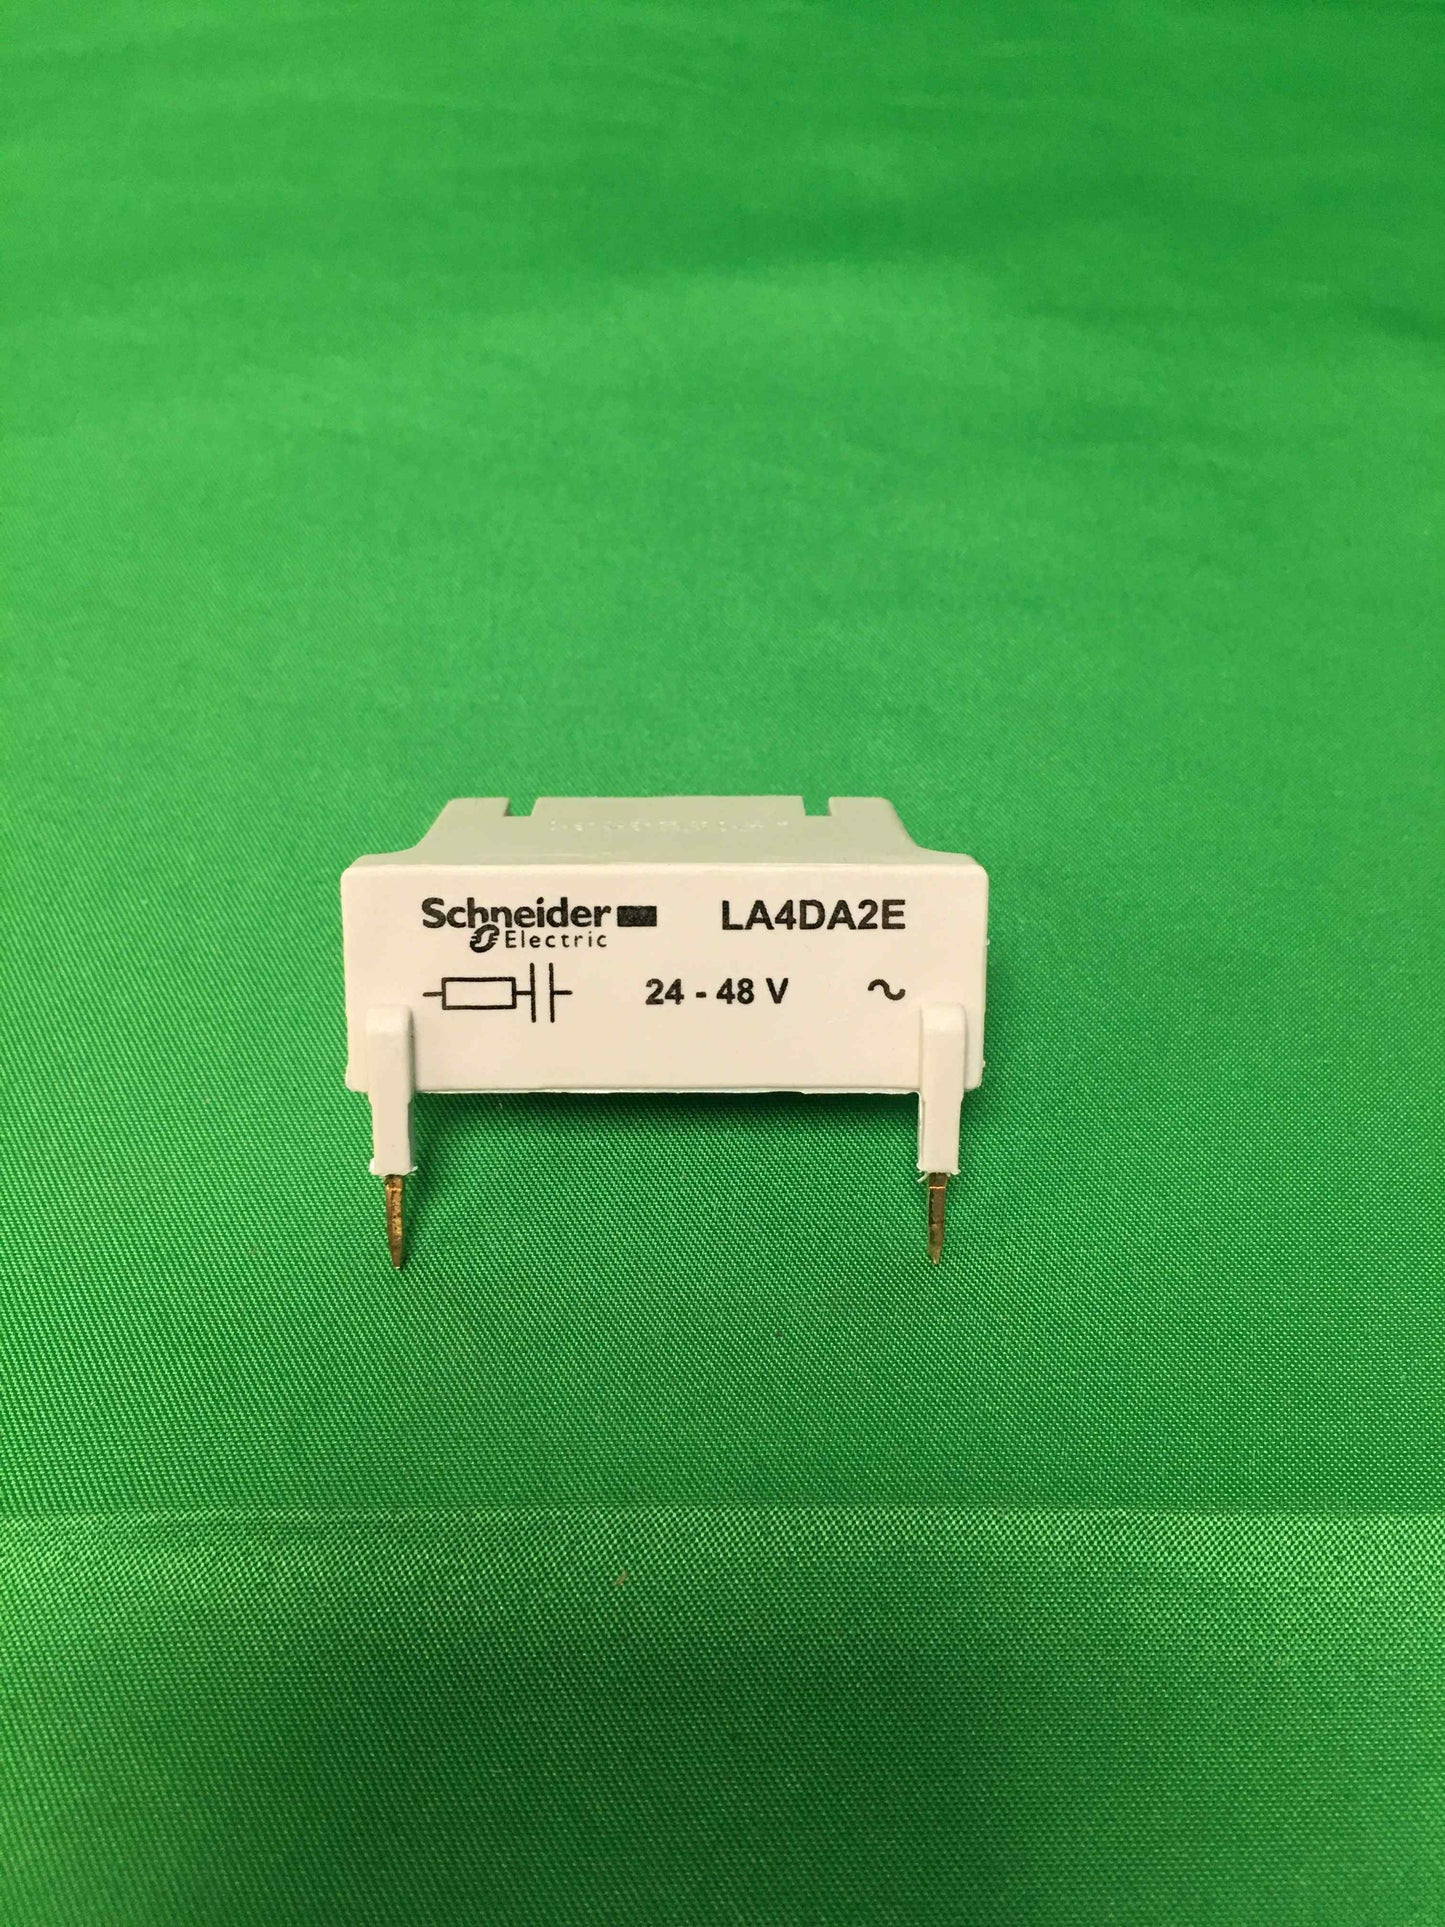 Schneider LA4DA2E
Electric
24 - 48 V ~